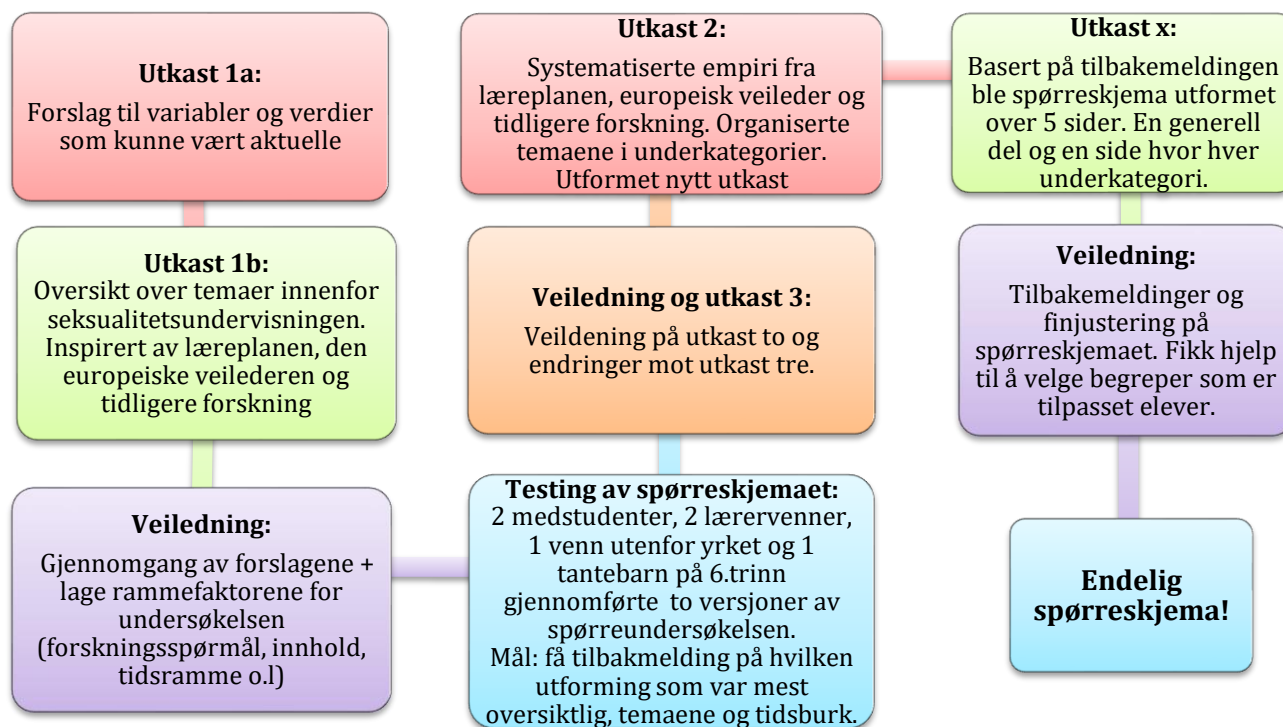 Utkast 1a:
Forslag til variabler og verdier
som kunne vært aktuelle
Utkast 1b:
Oversikt over temaer innenfor
seksualitetsundervisningen.
Inspirert av læreplanen, den
europeiske veilederen og
tidligere forskning
Veiledning:
Gjennomgang av forslagene +
lage rammefaktorene for
undersøkelsen
(forskningsspørmål, innhold,
tidsramme o.l)
Utkast 2:
Systematiserte empiri fra
læreplanen, europeisk veileder og
tidligere forskning. Organiserte
temaene i underkategorier.
Utformet nytt utkast
Veiledning og utkast 3:
Veildening på utkast to og
endringer mot utkast tre.
Testing av spørreskjemaet:
2 medstudenter, 2 lærervenner,
1 venn utenfor yrket og 1
tantebarn på 6.trinn
gjennomførte to versjoner av
spørreundersøkelsen.
Mål: få tilbakmelding på hvilken
utforming som var mest
oversiktlig, temaene og tidsburk.
Utkast x:
Basert på tilbakemeldingen
ble spørreskjema utformet
over 5 sider. En generell
del og en side hvor hver
underkategori.
Veiledning:
Tilbakemeldinger og
finjustering på
spørreskjemaet. Fikk hjelp
til å velge begreper som er
tilpasset elever.
Endelig
spørreskjema!